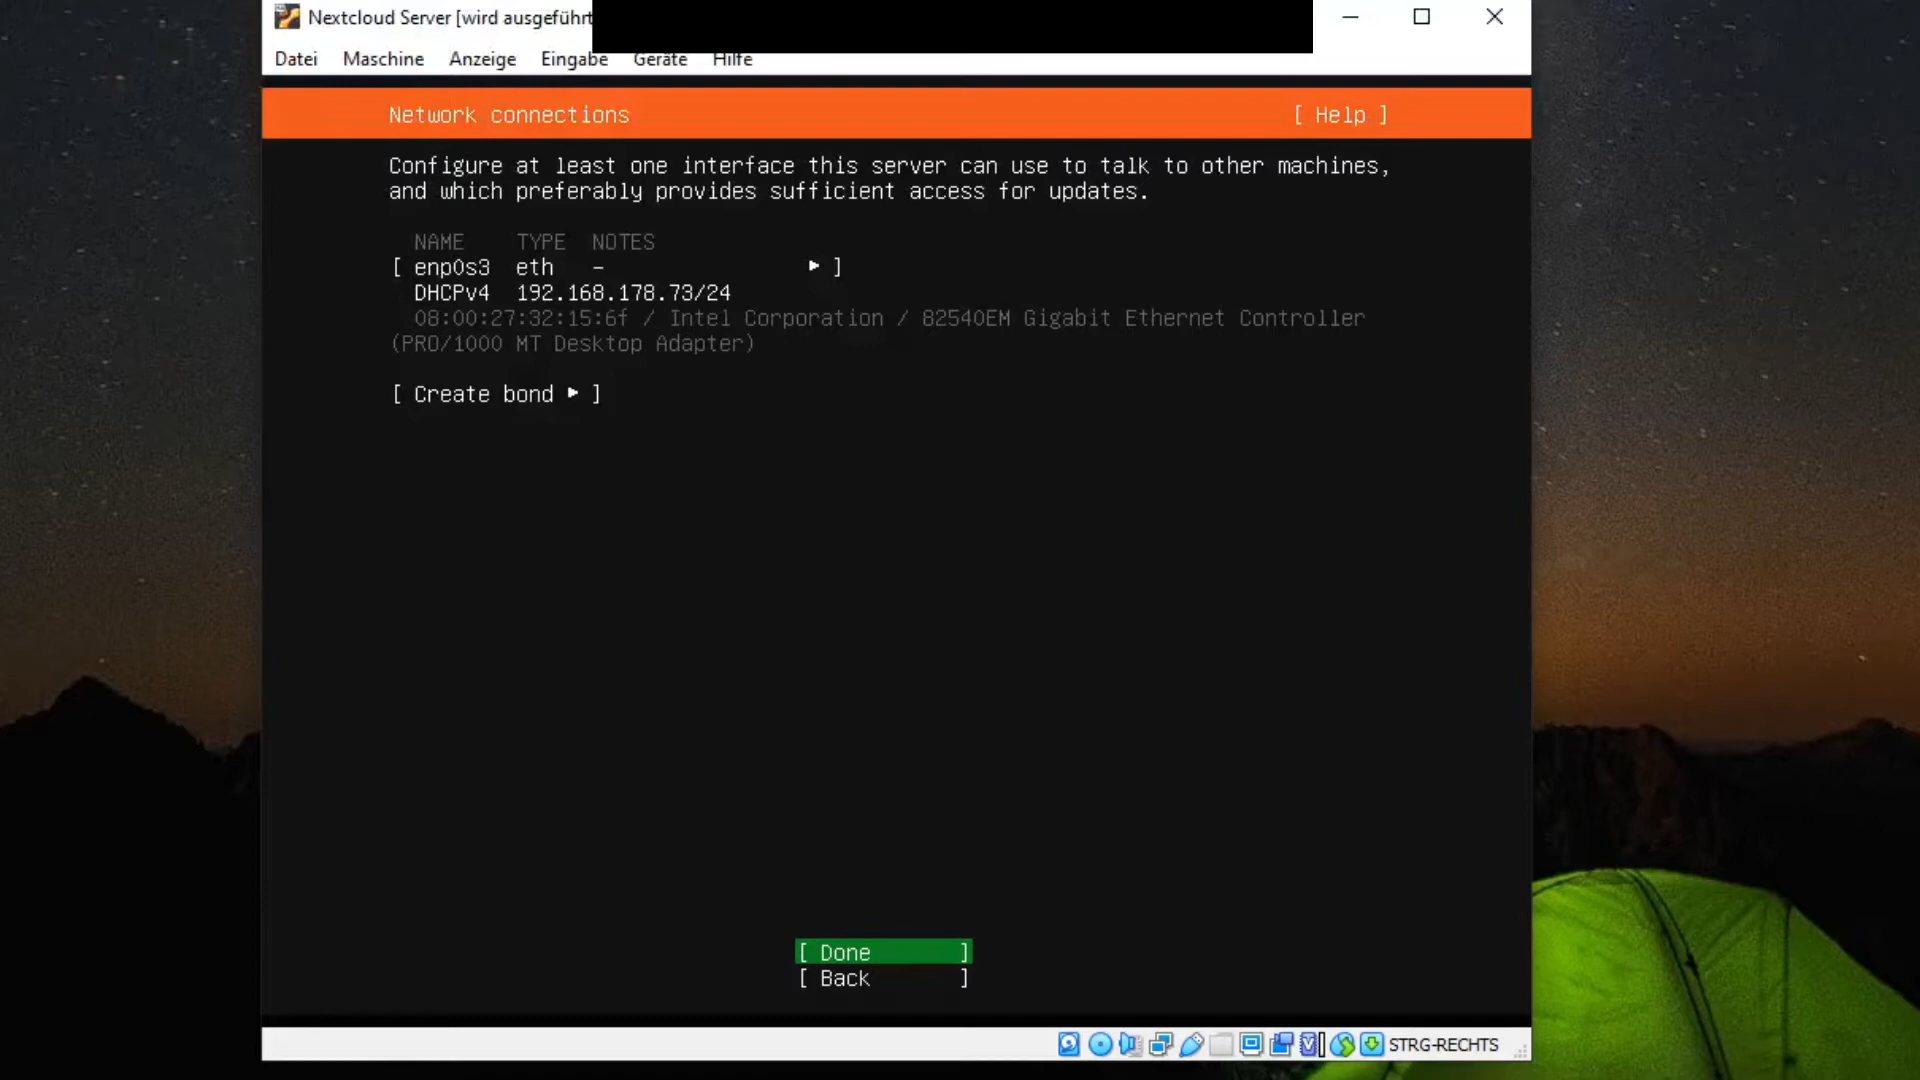 Nextcloud Server [wird ausgeführt
Datei Maschine Anzeige Eingabe Geräte Hilfe
Network connections [ Help ]
Configure at least one interface this server can use to talk to other machines,
and which preferably provides sufficient access for updates.
NAME TYPE NOTES
[ enp0s3 eth – ▸ ]
DHCPv4 192.168.178.73/24
08:00:27:32:15:6f / Intel Corporation / 82540EM Gigabit Ethernet Controller
(PRO/1000 MT Desktop Adapter)
[ Create bond ▸ ]
[ Done ]
[ Back ]
STRG-RECHTS